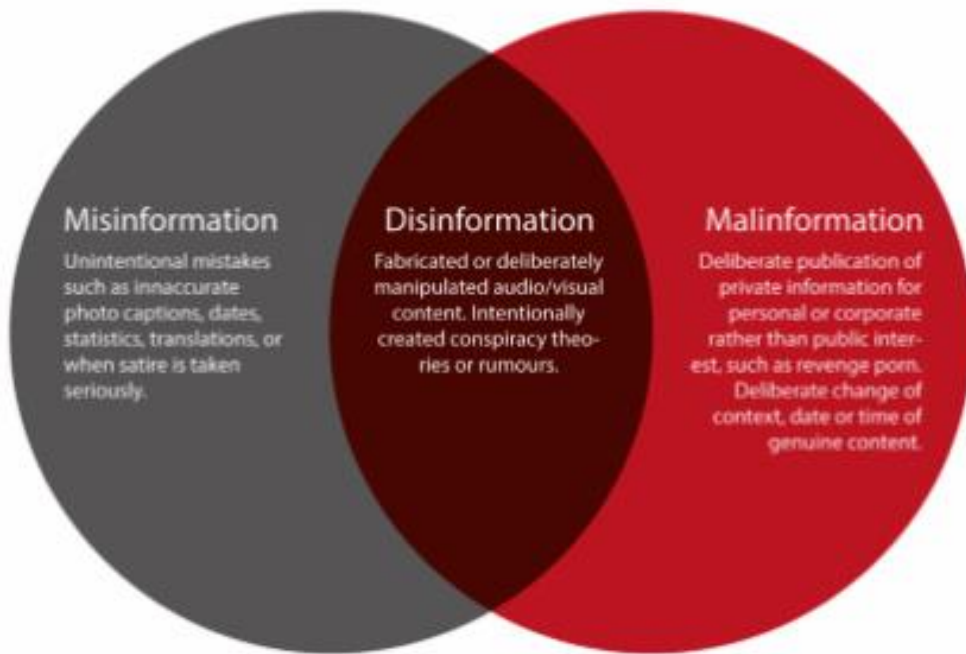 Misinformation
Unintentional mistakes
such as innaccurate
photo captions, dates,
statistics, translations, or
when satire is taken
seriously.
Disinformation
Fabricated or deliberately
manipulated audio/visual
content. Intentionally
created conspiracy theo-
ries or rumours.
Malinformation
Deliberate publication of
private information for
personal or corporate
rather than public inter-
est, such as revenge porn.
Deliberate change of
context, date or time of
genuine content.